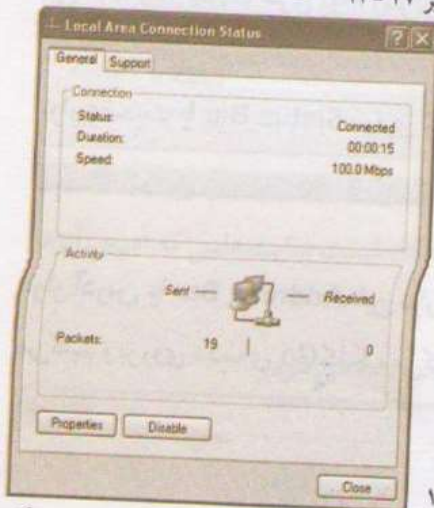 Local Area Connection Status
General Support
Connection
Status: Connected
Duration: 00:00:15
Speed: 100.0 Mbps
Activity
Sent — — Received
Packets: 19 | 0
Properties Disable
Close